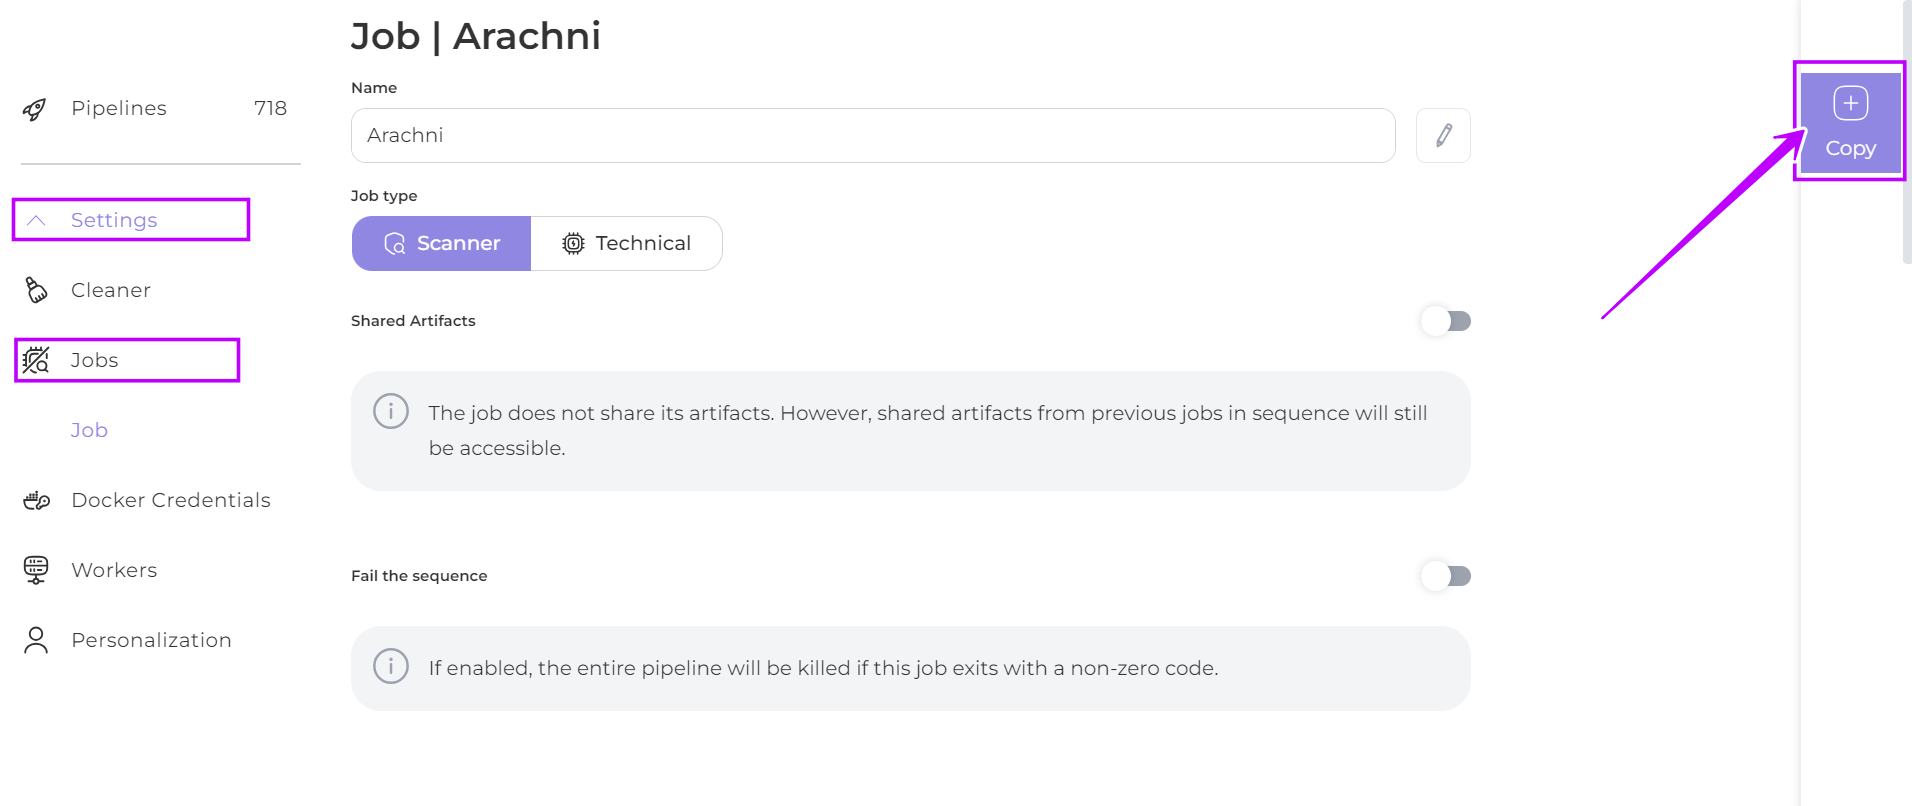 Job | Arachni
Pipelines 718
Settings
Cleaner
Jobs
Job
Docker Credentials
Workers
Personalization
Name
Arachni
Job type
Scanner
Technical
Shared Artifacts
The job does not share its artifacts. However, shared artifacts from previous jobs in sequence will still
be accessible.
Fail the sequence
If enabled, the entire pipeline will be killed if this job exits with a non-zero code.
Copy